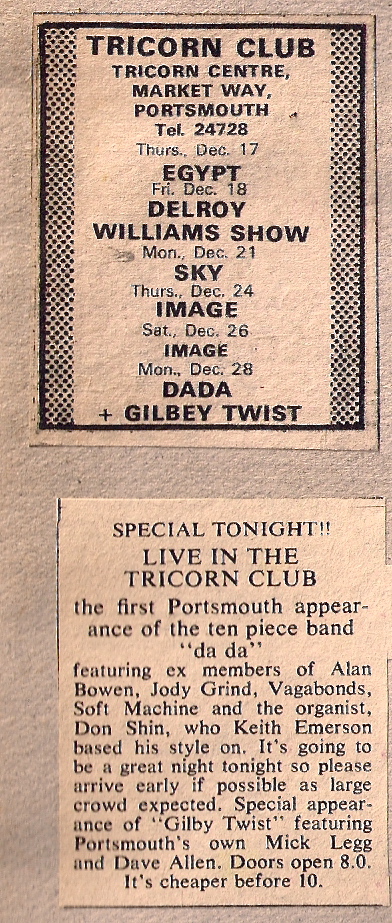 TRICORN CLUB
TRICORN CENTRE,
MARKET WAY,
PORTSMOUTH
Tel. 24728
Thurs., Dec. 17
EGYPT
Fri. Dec. 18
DELROY
WILLIAMS SHOW
Mon., Dec. 21
SKY
Thurs., Dec. 24
IMAGE
Sat., Dec. 26
IMAGE
Mon., Dec. 28
DADA
+ GILBEY TWIST
SPECIAL TONIGHT!!
LIVE IN THE
TRICORN CLUB
the first Portsmouth appear-
ance of the ten piece band
"da da"
featuring ex members of Alan
Bowen, Jody Grind, Vagabonds,
Soft Machine and the organist,
Don Shin, who Keith Emerson
based his style on. It's going to
be a great night tonight so please
arrive early if possible as large
crowd expected. Special appear-
ance of "Gilby Twist" featuring
Portsmouth's own Mick Legg
and Dave Allen. Doors open 8.0.
It's cheaper before 10.